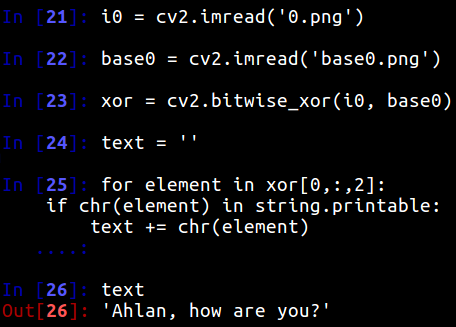 In [21]: i0 = cv2.imread('0.png')
In [22]: base0 = cv2.imread('base0.png')
In [23]: xor = cv2.bitwise_xor(i0, base0)
In [24]: text = ''
In [25]: for element in xor[0,:,2]:
    if chr(element) in string.printable:
        text += chr(element)
   ....:
In [26]: text
Out[26]: 'Ahlan, how are you?'